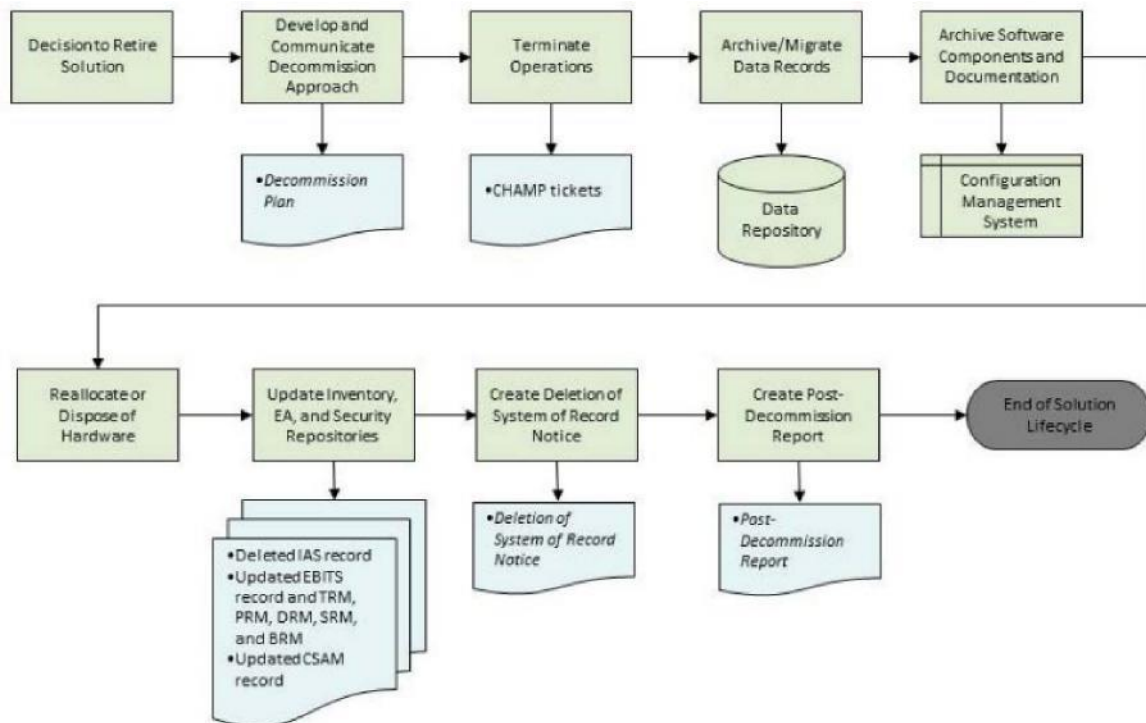 Decision to Retire
Solution
Develop and
Communicate
Decommission
Approach
Terminate
Operations
Archive/Migrate
Data Records
Archive Software
Components and
Documentation
•Decommission
Plan
•CHAMP tickets
Data
Repository
Configuration
Management
System
Reallocate or
Dispose of
Hardware
Update Inventory,
EA, and Security
Repositories
Create Deletion of
System of Record
Notice
Create Post-
Decommission
Report
End of Solution
Lifecycle
•Deleted IAS record
•Updated EBITS
record and TRM,
PRM, DRM, SRM,
and BRM
•Updated CSAM
record
•Deletion of
System of Record
Notice
•Post-
Decommission
Report